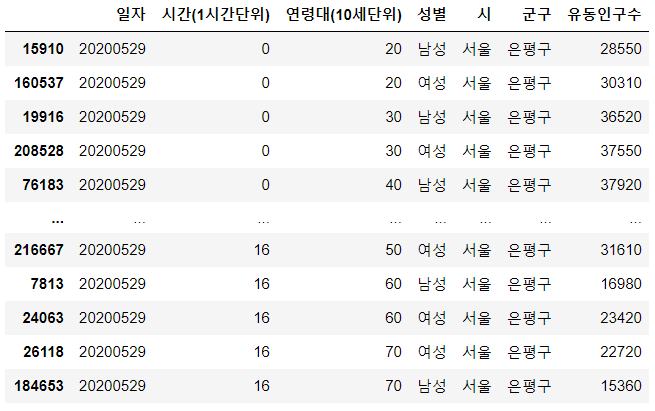 일자 시간(1시간단위) 연령대(10세단위) 성별 시 군구 유동인구수
15910 20200529 0 20 남성 서울 은평구 28550
160537 20200529 0 20 여성 서울 은평구 30310
19916 20200529 0 30 남성 서울 은평구 36520
208528 20200529 0 30 여성 서울 은평구 37550
76183 20200529 0 40 남성 서울 은평구 37920
... ... ... ... ... ... ... ...
216667 20200529 16 50 여성 서울 은평구 31610
7813 20200529 16 60 남성 서울 은평구 16980
24063 20200529 16 60 여성 서울 은평구 23420
26118 20200529 16 70 여성 서울 은평구 22720
184653 20200529 16 70 남성 서울 은평구 15360